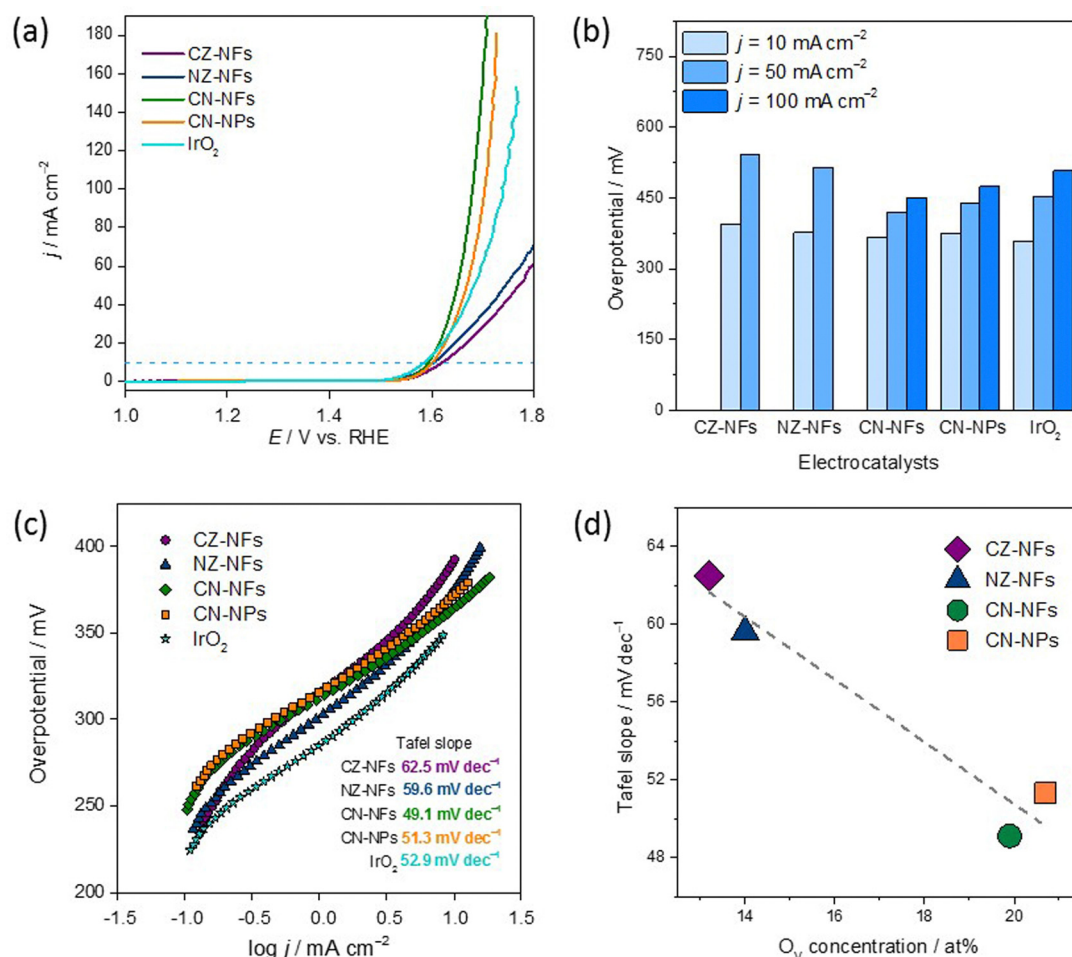 (a)
180
160
140
120
100
80
60
40
20
0
j / mA cm⁻²
CZ-NFs
NZ-NFs
CN-NFs
CN-NPs
IrO₂
1.0
1.2
1.4
1.6
1.8
E / V vs. RHE
(b)
750
600
450
300
150
0
Overpotential / mV
j = 10 mA cm⁻²
j = 50 mA cm⁻²
j = 100 mA cm⁻²
CZ-NFs
NZ-NFs
CN-NFs
CN-NPs
IrO₂
Electrocatalysts
(c)
400
350
300
250
200
Overpotential / mV
CZ-NFs
NZ-NFs
CN-NFs
CN-NPs
IrO₂
Tafel slope
CZ-NFs 62.5 mV dec⁻¹
NZ-NFs 59.6 mV dec⁻¹
CN-NFs 49.1 mV dec⁻¹
CN-NPs 51.3 mV dec⁻¹
IrO₂ 52.9 mV dec⁻¹
-1.5
-1.0
-0.5
0.0
0.5
1.0
1.5
log j / mA cm⁻²
(d)
64
60
56
52
48
Tafel slope / mV dec⁻¹
CZ-NFs
NZ-NFs
CN-NFs
CN-NPs
14
16
18
20
Oᵥ concentration / at%